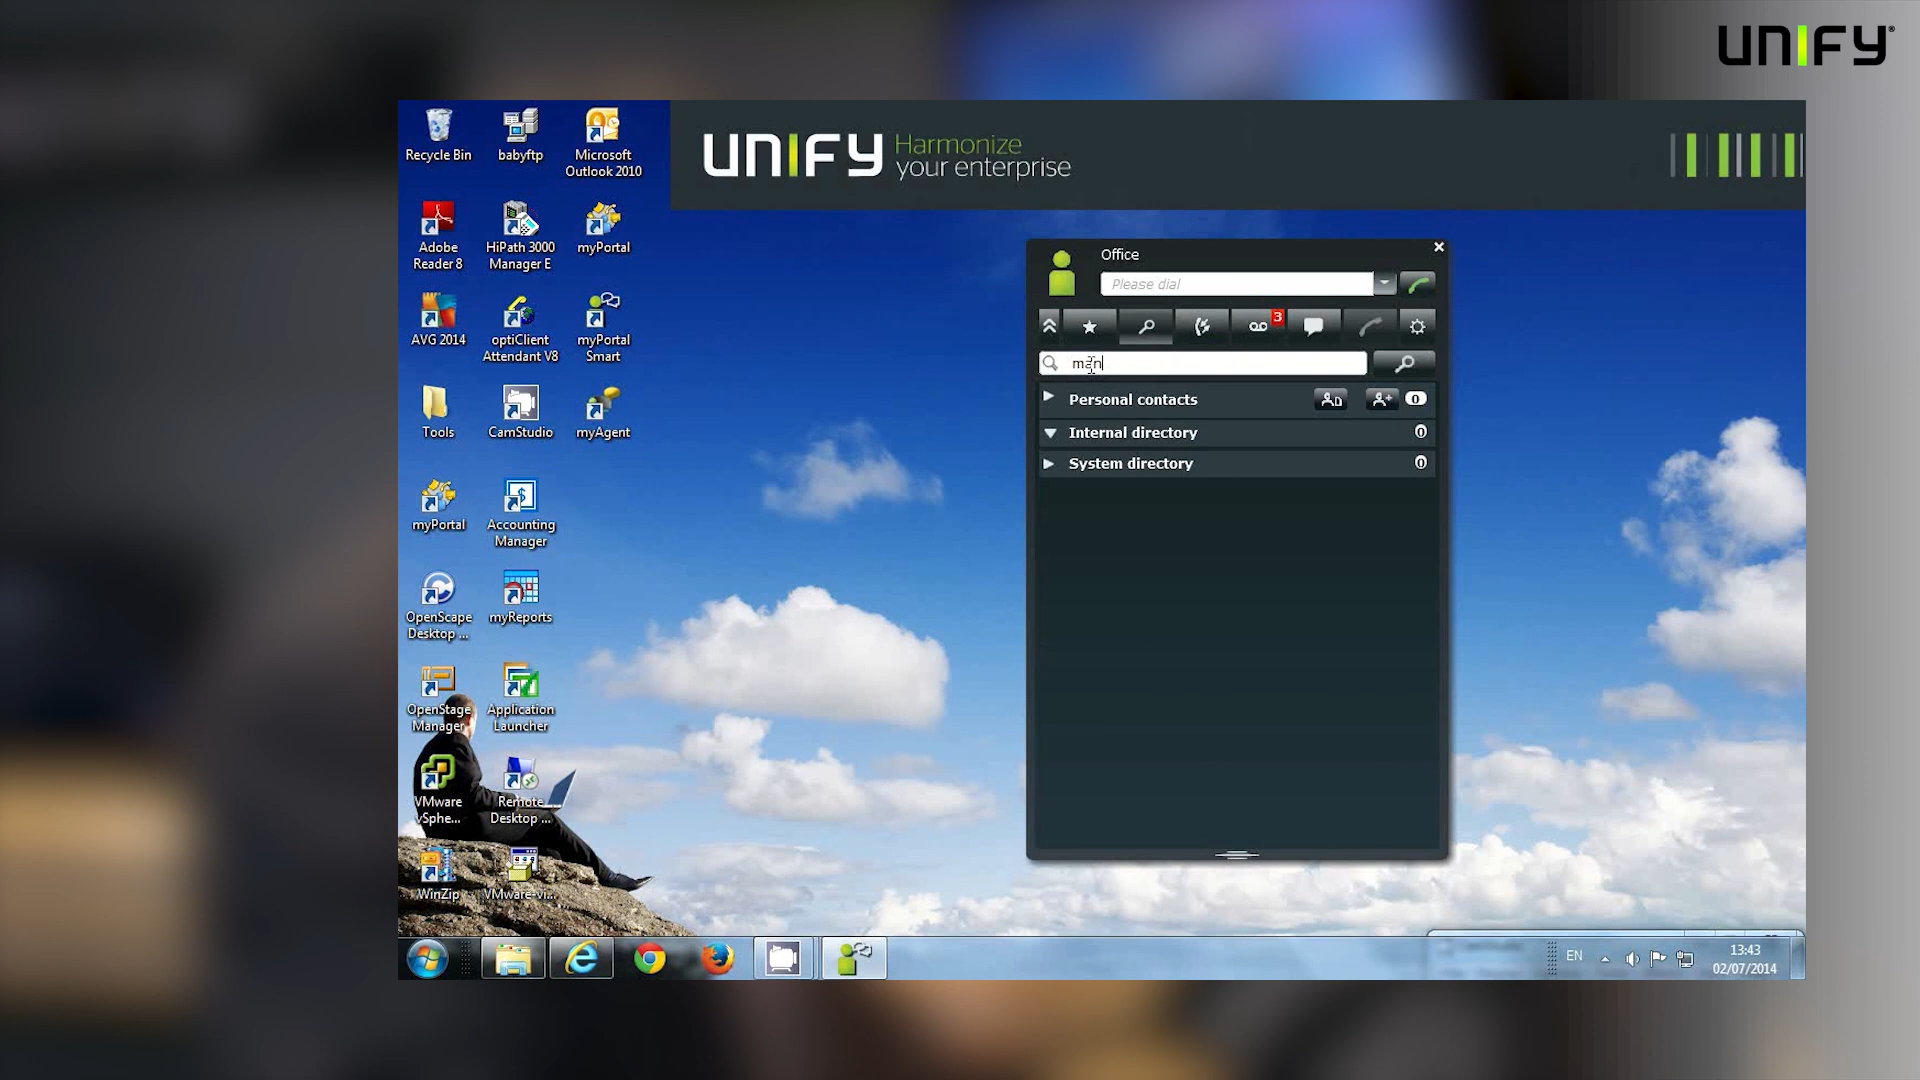 UNIFY
Recycle Bin
babyftp
Microsoft
Outlook 2010
UNIFY Harmonize
your enterprise
Adobe
Reader 8
HiPath 3000
Manager E
myPortal
Office
Please dial
3
AVG 2014
optiClient
Attendant V8
myPortal
Smart
man
Personal contacts 0
Internal directory 0
System directory 0
Tools
CamStudio
myAgent
myPortal
Accounting
Manager
OpenScape
Desktop ...
myReports
OpenStage
Manager
Application
Launcher
VMware
vSphe...
Remote
Desktop ...
WinZip
VMware-vi...
EN
13:43
02/07/2014